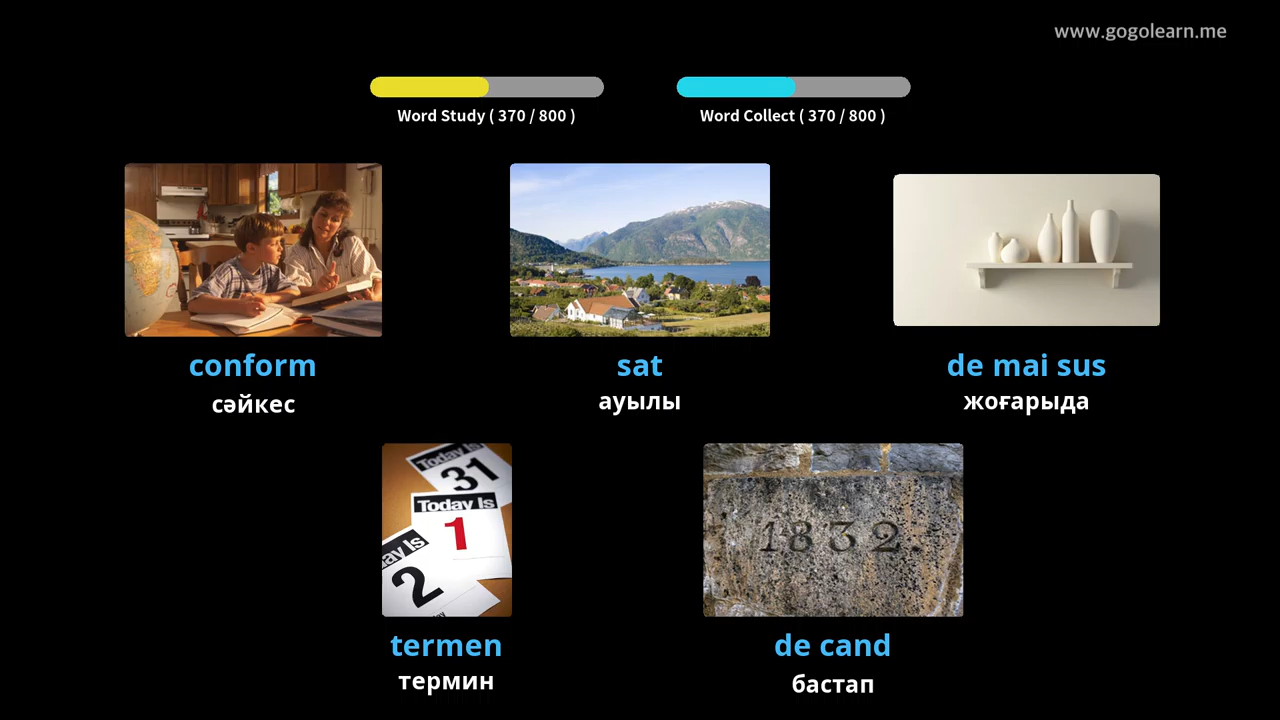 www.gogolearn.me
Word Study ( 370 / 800 )
Word Collect ( 370 / 800 )
conform
сәйкес
sat
ауылы
de mai sus
жоғарыда
Today Is
31
Today Is
1
ay Is
2
termen
термин
1832.
de cand
бастап